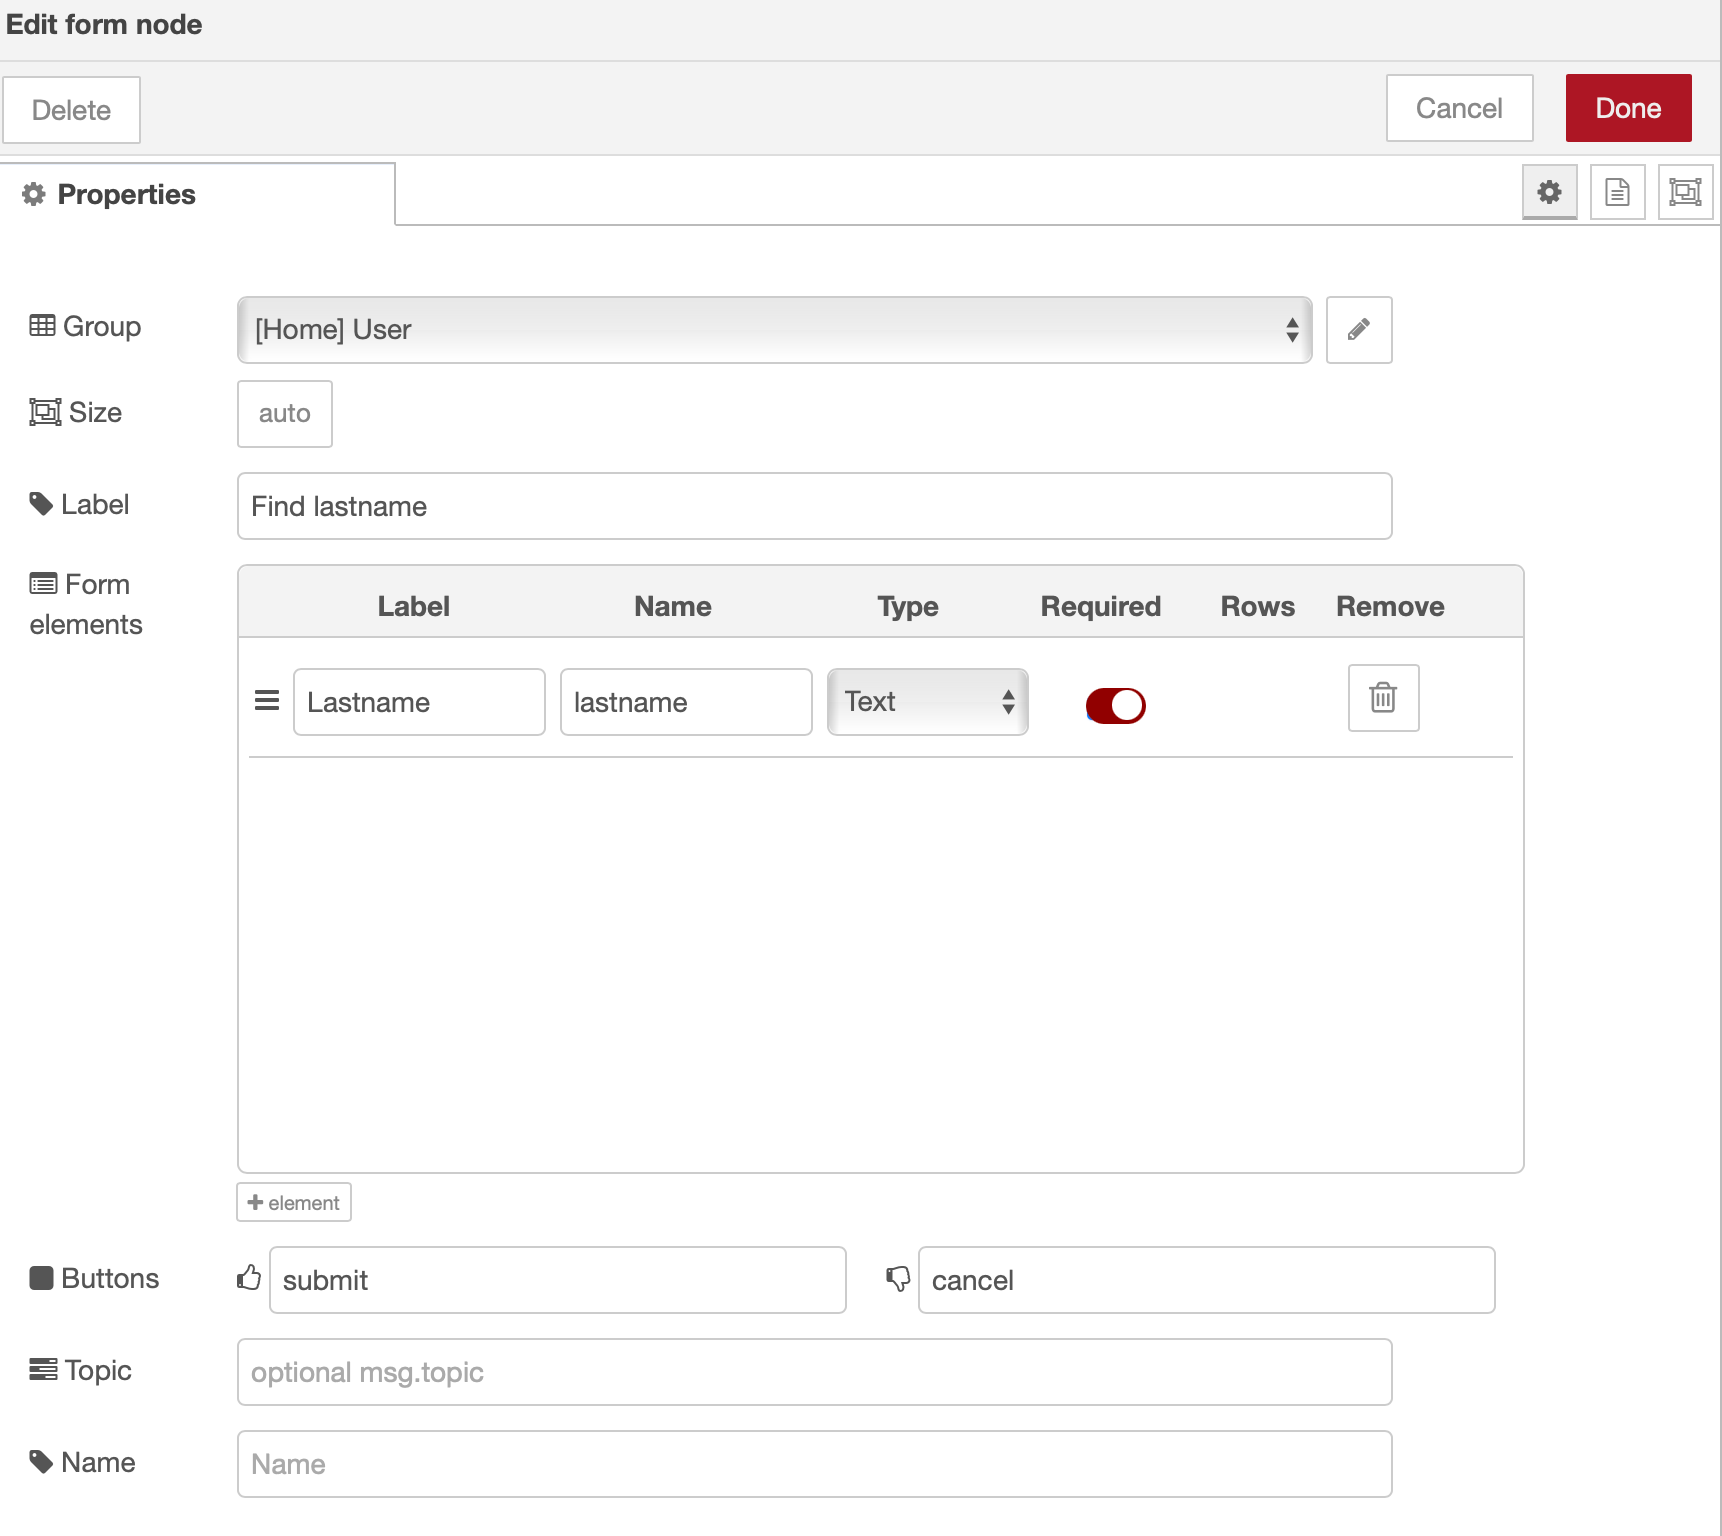 Edit form node
Delete
Cancel
Done
Properties
Group
[Home] User
Size
auto
Label
Find lastname
Form
elements
Label Name Type Required Rows Remove
Lastname lastname Text
element
Buttons submit cancel
Topic optional msg.topic
Name Name